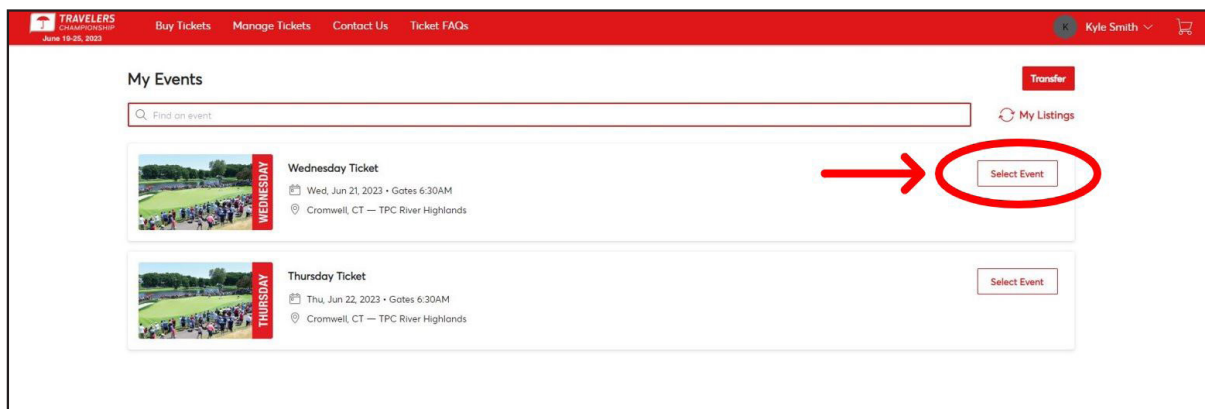 TRAVELERS
CHAMPIONSHIP
June 19-25, 2023
Buy Tickets Manage Tickets Contact Us Ticket FAQs
K Kyle Smith
My Events
Transfer
Find an event
My Listings
WEDNESDAY
Wednesday Ticket
Wed, Jun 21, 2023 • Gates 6:30AM
Cromwell, CT — TPC River Highlands
Select Event
THURSDAY
Thursday Ticket
Thu, Jun 22, 2023 • Gates 6:30AM
Cromwell, CT — TPC River Highlands
Select Event